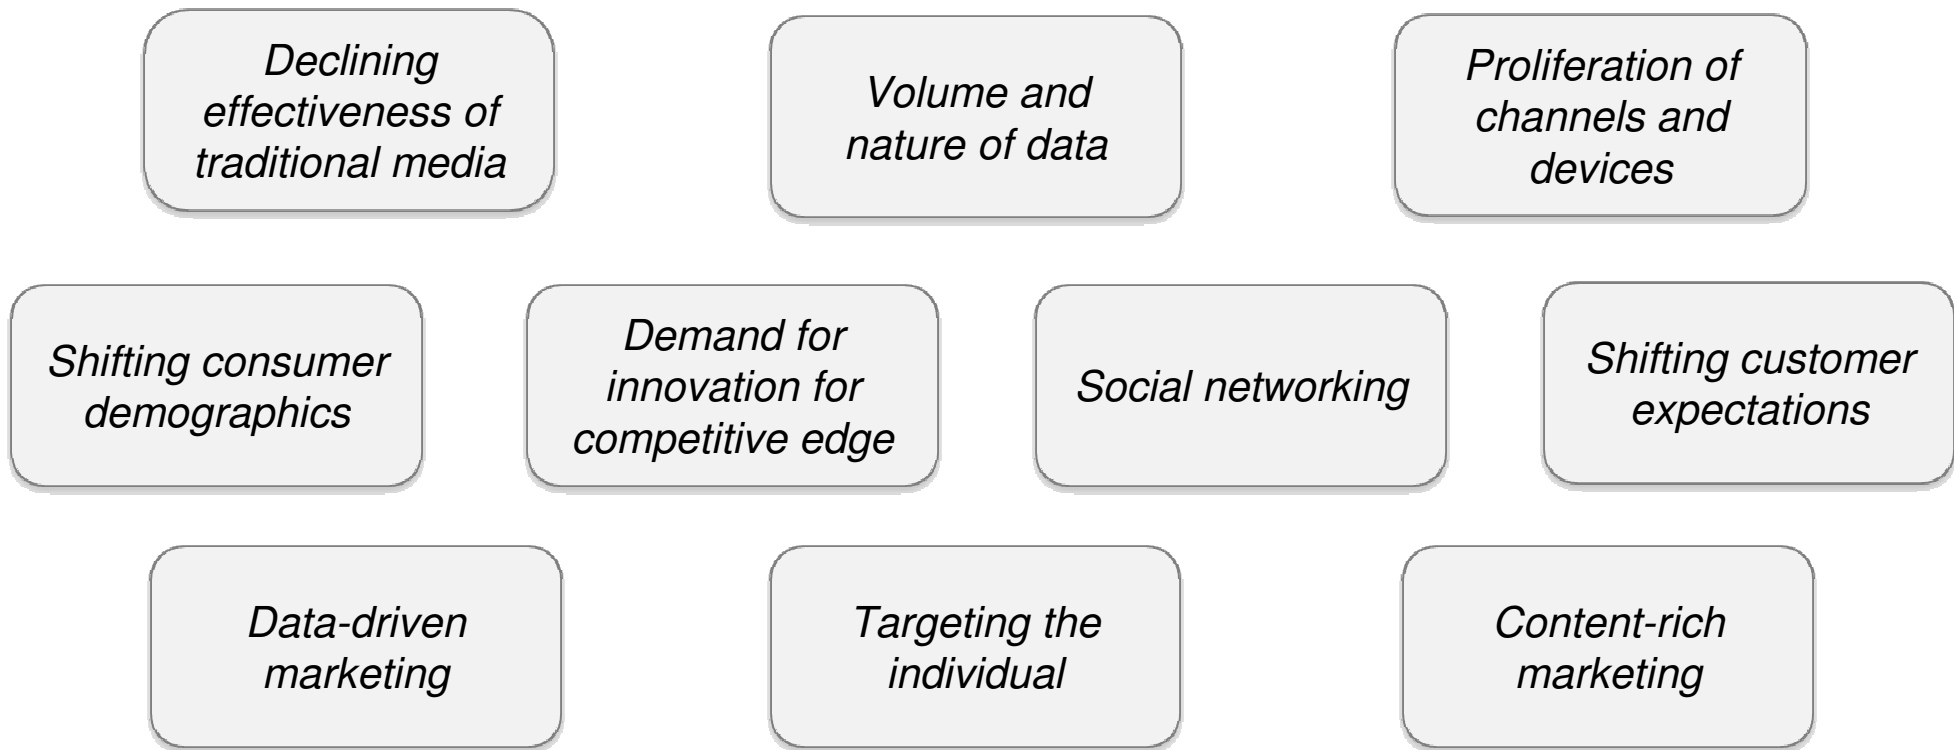 Declining
effectiveness of
traditional media
Volume and
nature of data
Proliferation of
channels and
devices
Shifting consumer
demographics
Demand for
innovation for
competitive edge
Social networking
Shifting customer
expectations
Data-driven
marketing
Targeting the
individual
Content-rich
marketing